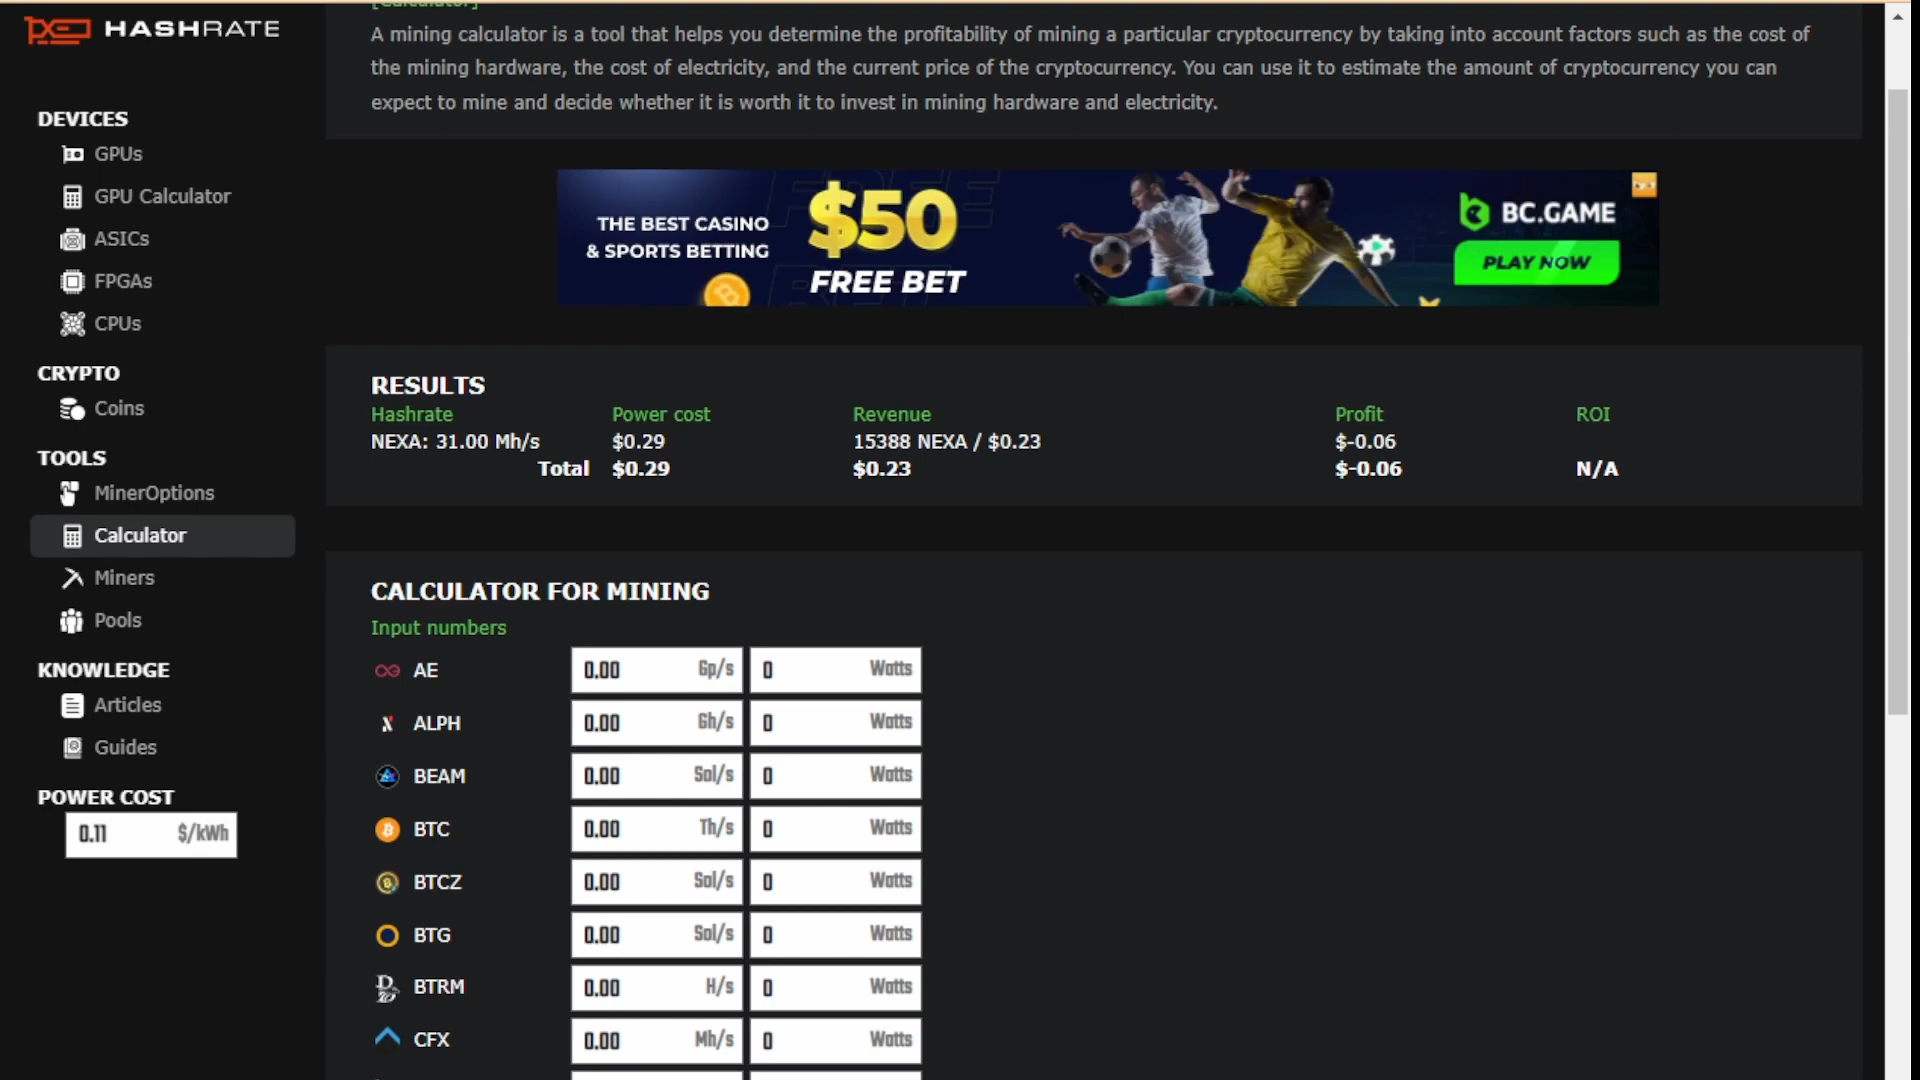 [Calculator]
HASHRATE
A mining calculator is a tool that helps you determine the profitability of mining a particular cryptocurrency by taking into account factors such as the cost of
the mining hardware, the cost of electricity, and the current price of the cryptocurrency. You can use it to estimate the amount of cryptocurrency you can
expect to mine and decide whether it is worth it to invest in mining hardware and electricity.
DEVICES
GPUs
GPU Calculator
ASICs
FPGAs
CPUs
CRYPTO
Coins
TOOLS
MinerOptions
Calculator
Miners
Pools
KNOWLEDGE
Articles
Guides
POWER COST
0.11 $/kWh
THE BEST CASINO
& SPORTS BETTING
FREE
$50
FREE BET
BC.GAME
PLAY NOW
RESULTS
Hashrate Power cost Revenue Profit ROI
NEXA: 31.00 Mh/s $0.29 15388 NEXA / $0.23 $-0.06
Total $0.29 $0.23 $-0.06 N/A
CALCULATOR FOR MINING
Input numbers
AE 0.00 Gp/s 0 Watts
ALPH 0.00 Gh/s 0 Watts
BEAM 0.00 Sol/s 0 Watts
BTC 0.00 Th/s 0 Watts
BTCZ 0.00 Sol/s 0 Watts
BTG 0.00 Sol/s 0 Watts
BTRM 0.00 H/s 0 Watts
CFX 0.00 Mh/s 0 Watts